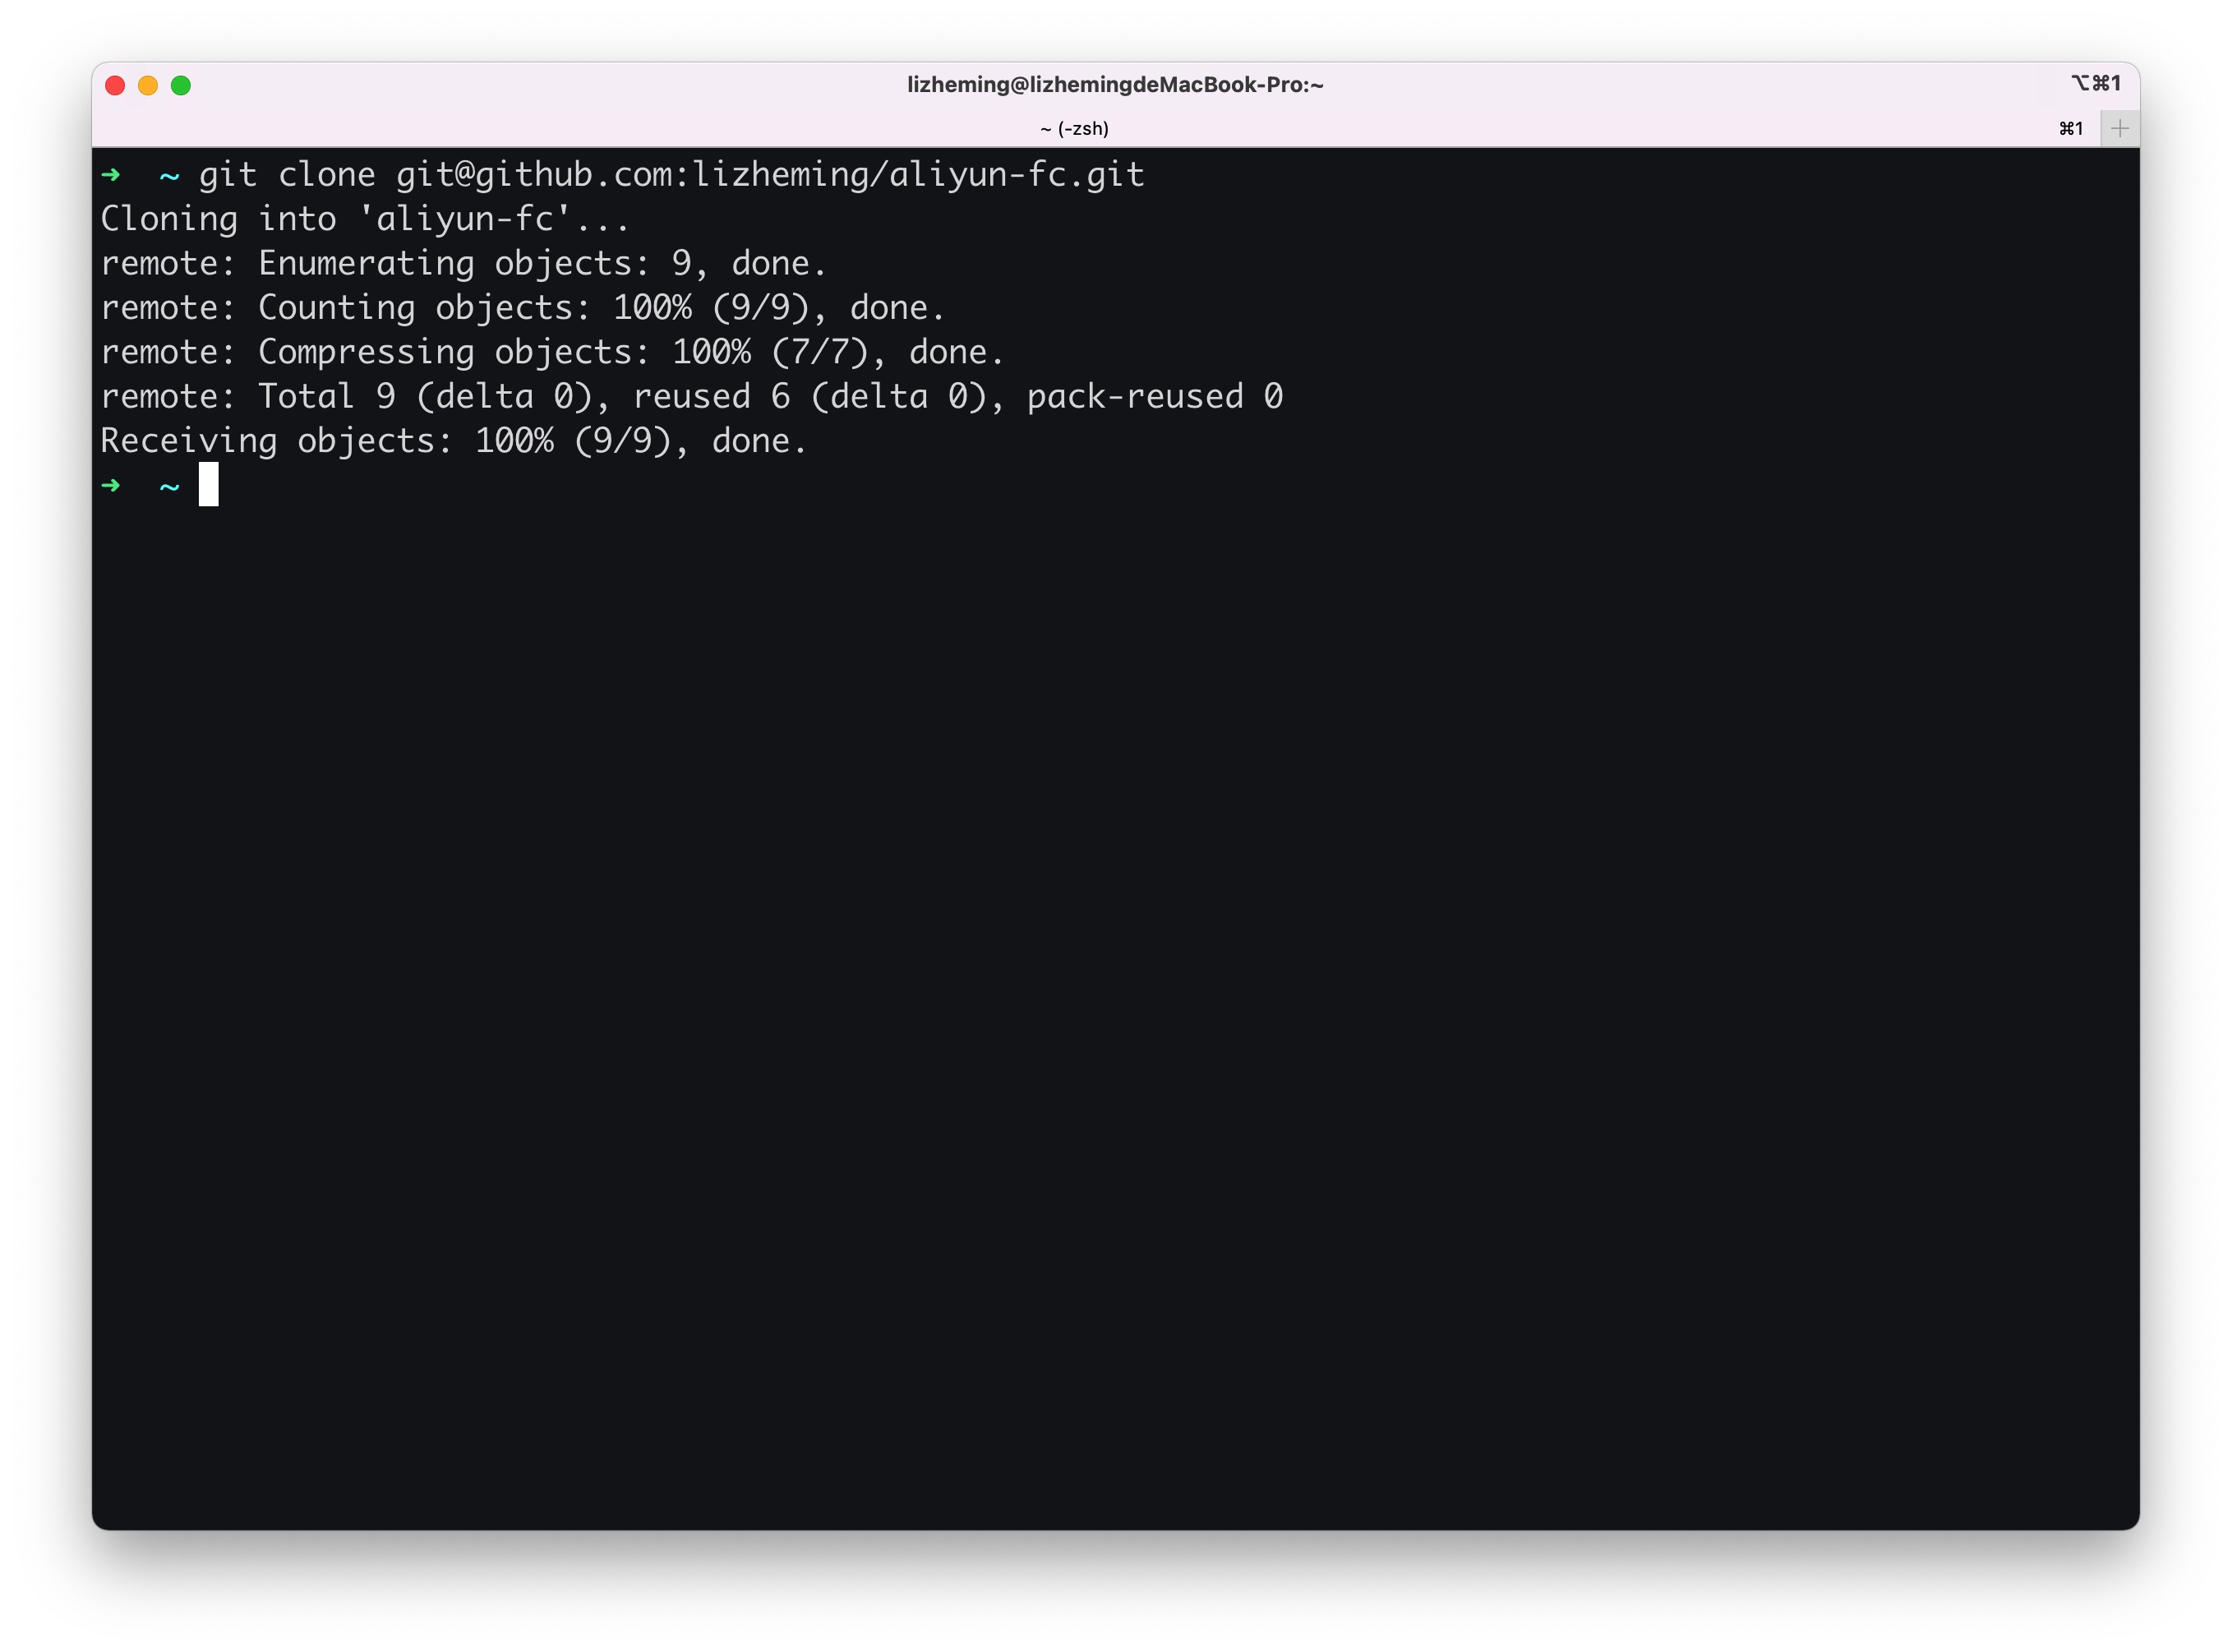 lizheming@lizhemingdeMacBook-Pro:~ ⌥⌘1
~ (-zsh) ⌘1 +
➜  ~ git clone git@github.com:lizheming/aliyun-fc.git
Cloning into 'aliyun-fc'...
remote: Enumerating objects: 9, done.
remote: Counting objects: 100% (9/9), done.
remote: Compressing objects: 100% (7/7), done.
remote: Total 9 (delta 0), reused 6 (delta 0), pack-reused 0
Receiving objects: 100% (9/9), done.
➜  ~